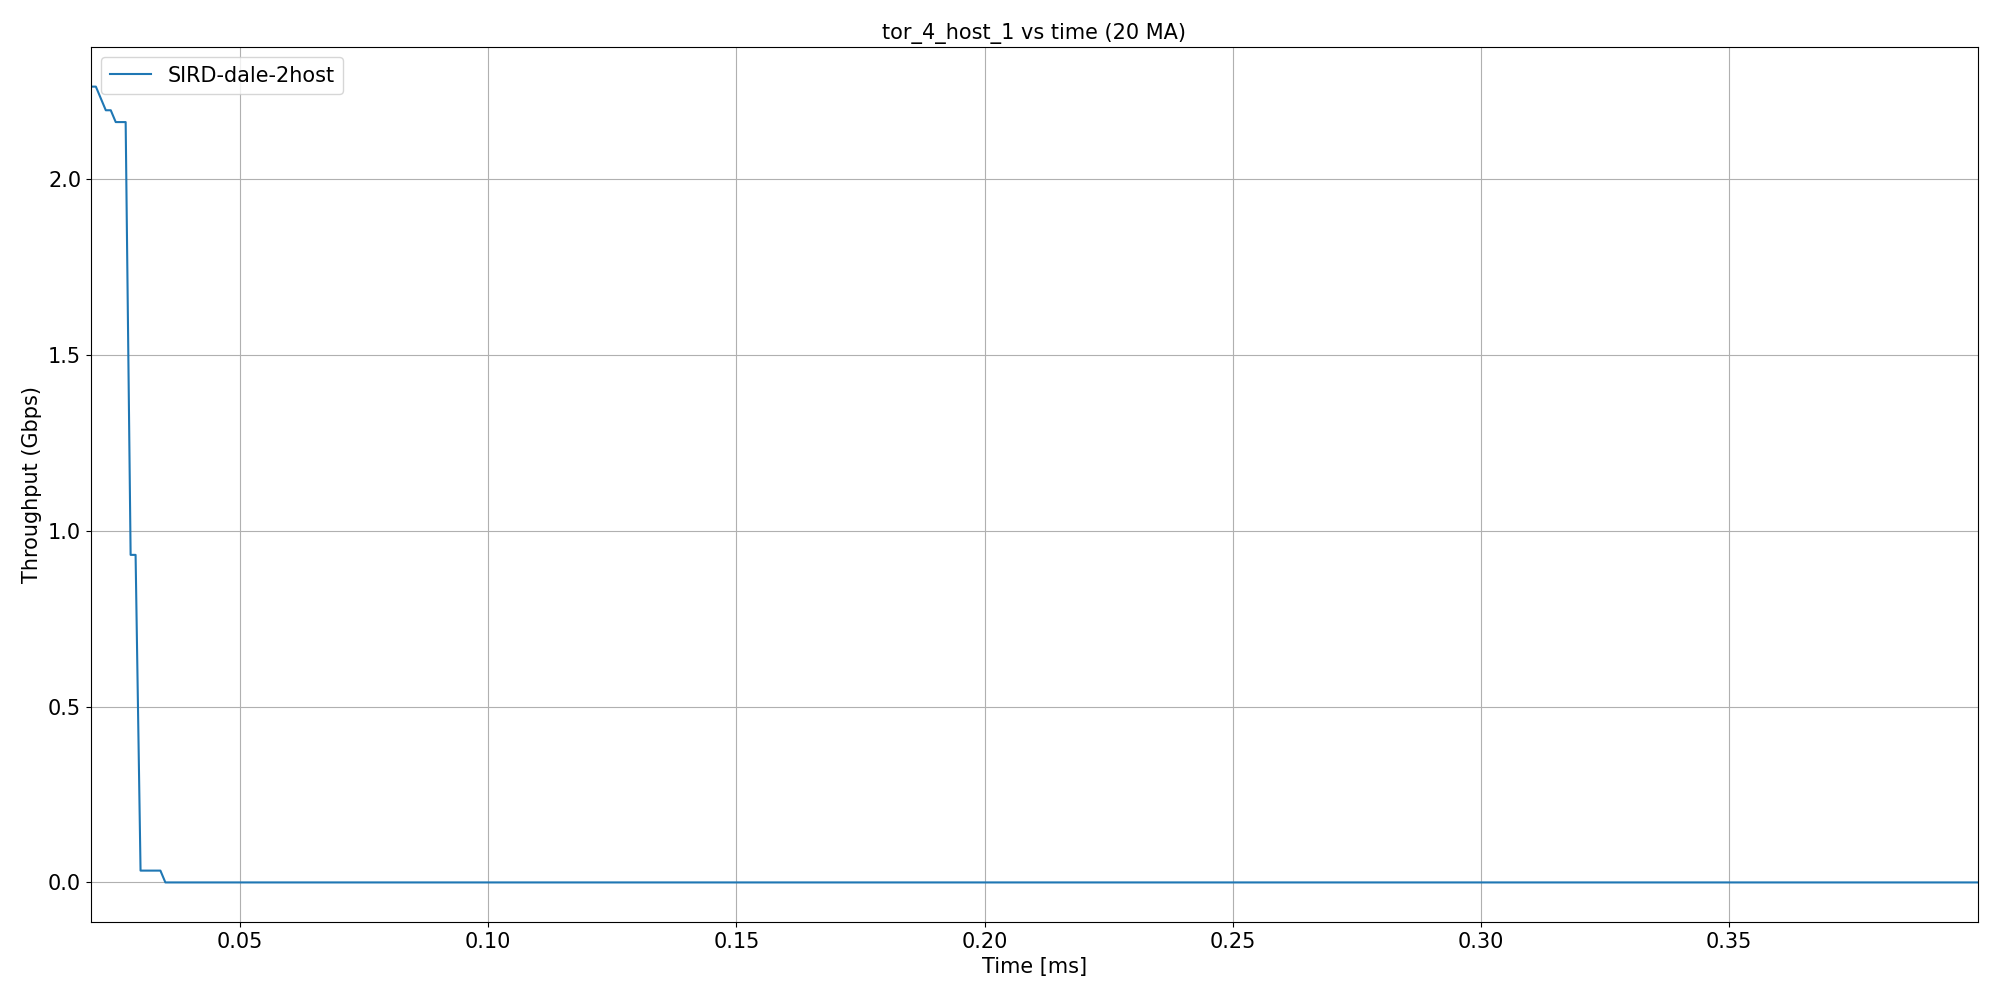 tor_4_host_1 vs time (20 MA)
SIRD-dale-2host
Throughput (Gbps)
2.0
1.5
1.0
0.5
0.0
0.05 0.10 0.15 0.20 0.25 0.30 0.35
Time [ms]